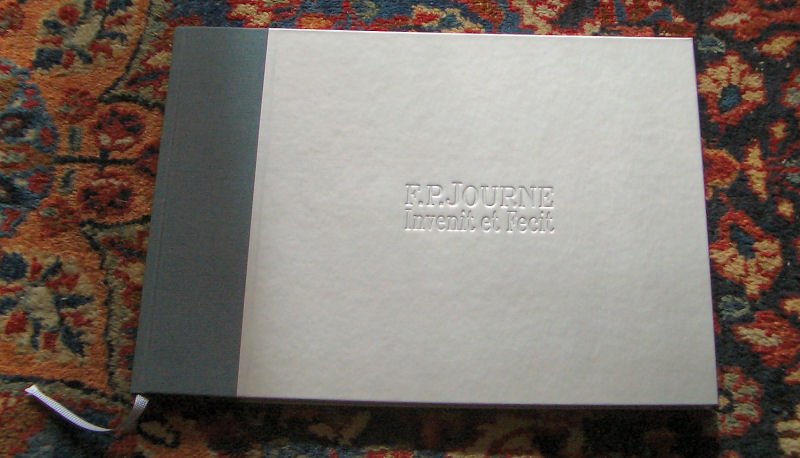 F.P.JOURNE
Invenit et Fecit